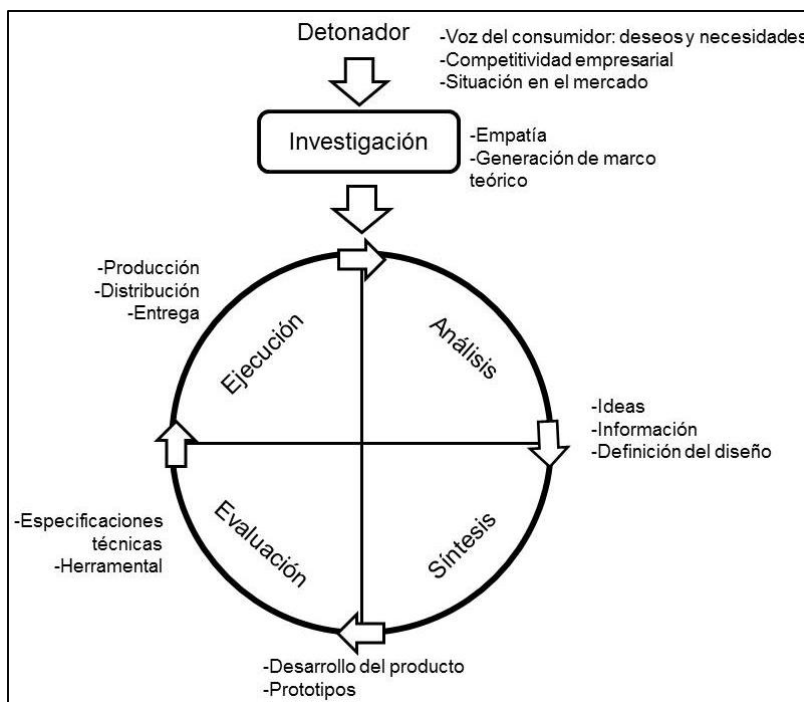 Detonador
-Voz del consumidor: deseos y necesidades
-Competitividad empresarial
-Situación en el mercado
Investigación
-Empatía
-Generación de marco
teórico
-Producción
-Distribución
-Entrega
Ejecución
Análisis
-Ideas
-Información
-Definición del diseño
Evaluación
Síntesis
-Especificaciones
técnicas
-Herramental
-Desarrollo del producto
-Prototipos